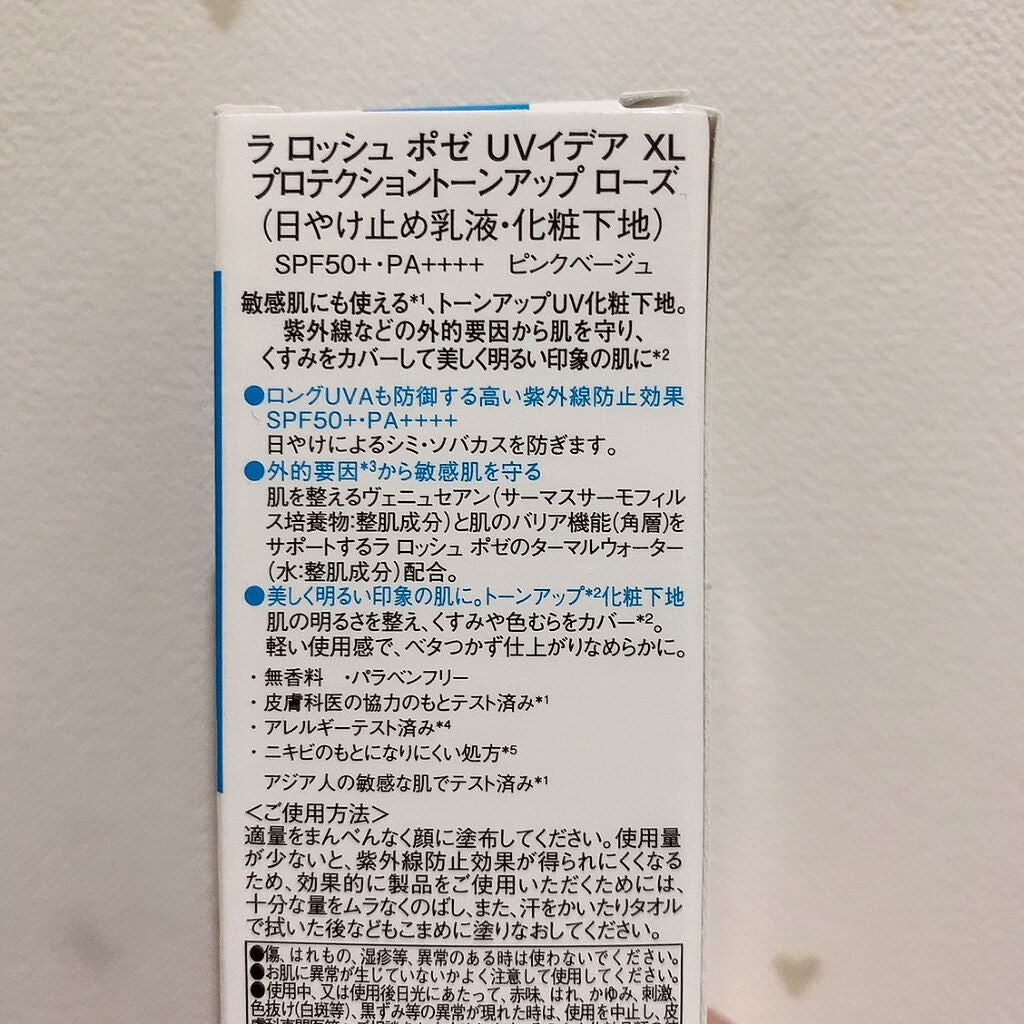 ラ ロッシュ ポゼ UVイデア XL
プロテクショントーンアップ ローズ
(日やけ止め乳液・化粧下地)
SPF50+・PA++++ ピンクベージュ
敏感肌にも使える*1、トーンアップUV化粧下地。
紫外線などの外的要因から肌を守り、
くすみをカバーして美しく明るい印象の肌に*2
●ロングUVAも防御する高い紫外線防止効果
SPF50+・PA++++
日やけによるシミ・ソバカスを防ぎます。
●外的要因*3から敏感肌を守る
肌を整えるヴェニュセアン(サーマスサーモフィル
ス培養物:整肌成分)と肌のバリア機能(角層)を
サポートするラ ロッシュ ポゼのターマルウォーター
(水:整肌成分)配合。
●美しく明るい印象の肌に。トーンアップ*2化粧下地
肌の明るさを整え、くすみや色むらをカバー*2。
軽い使用感で、ベタつかず仕上がりなめらかに。
・無香料 ・パラベンフリー
・皮膚科医の協力のもとテスト済み*1
・アレルギーテスト済み*4
・ニキビのもとになりにくい処方*5
アジア人の敏感な肌でテスト済み*1
<ご使用方法>
適量をまんべんなく顔に塗布してください。使用量
が少ないと、紫外線防止効果が得られにくくなる
ため、効果的に製品をご使用いただくためには、
十分な量をムラなくのばし、また、汗をかいたりタオル
で拭いた後などもこまめに塗りなおしてください。
●傷、はれもの、湿疹等、異常のある時は使わないでください。
●お肌に異常が生じていないかよく注意して使用してください。
●使用中、又は使用後日光にあたって、赤味、はれ、かゆみ、刺激、
色抜け(白斑等)、黒ずみ等の異常が現れた時は、使用を中止し、皮